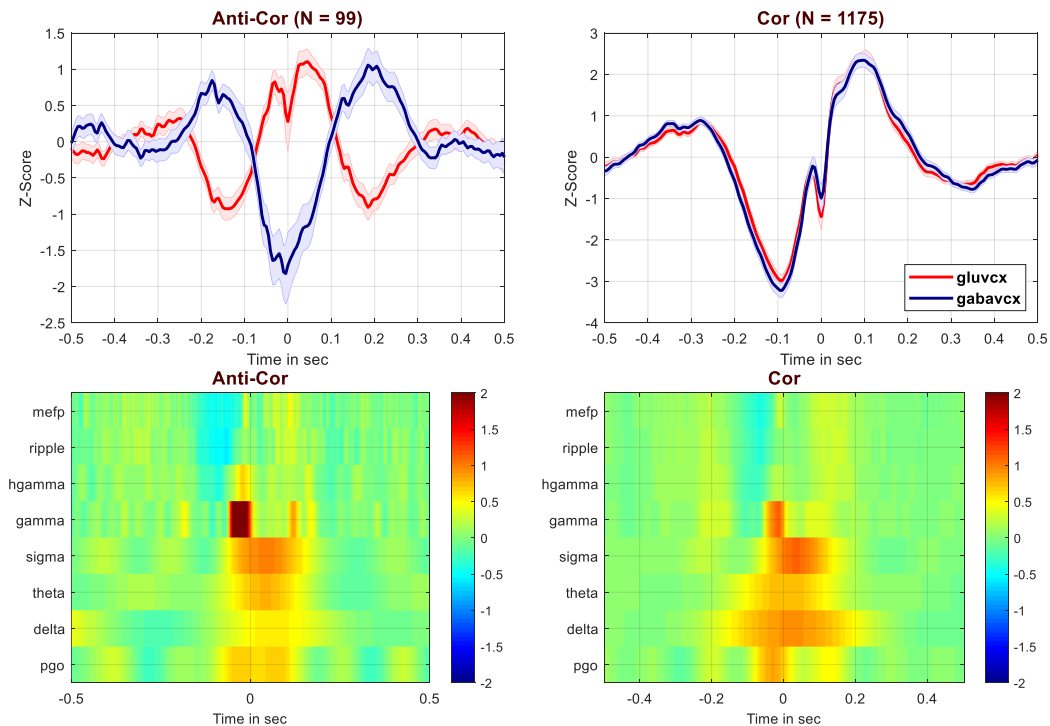 Anti-Cor (N = 99)
1.5
1
0.5
0
-0.5
-1
-1.5
-2
-2.5
Z-Score
-0.5 -0.4 -0.3 -0.2 -0.1 0 0.1 0.2 0.3 0.4 0.5
Time in sec
Cor (N = 1175)
3
2
1
0
-1
-2
-3
-4
Z-Score
gluvcx
gabavcx
-0.5 -0.4 -0.3 -0.2 -0.1 0 0.1 0.2 0.3 0.4 0.5
Time in sec
Anti-Cor
mefp
ripple
hgamma
gamma
sigma
theta
delta
pgo
-0.5 0 0.5
Time in sec
2
1.5
1
0.5
0
-0.5
-1
-1.5
-2
Cor
mefp
ripple
hgamma
gamma
sigma
theta
delta
pgo
-0.4 -0.2 0 0.2 0.4
Time in sec
2
1.5
1
0.5
0
-0.5
-1
-1.5
-2